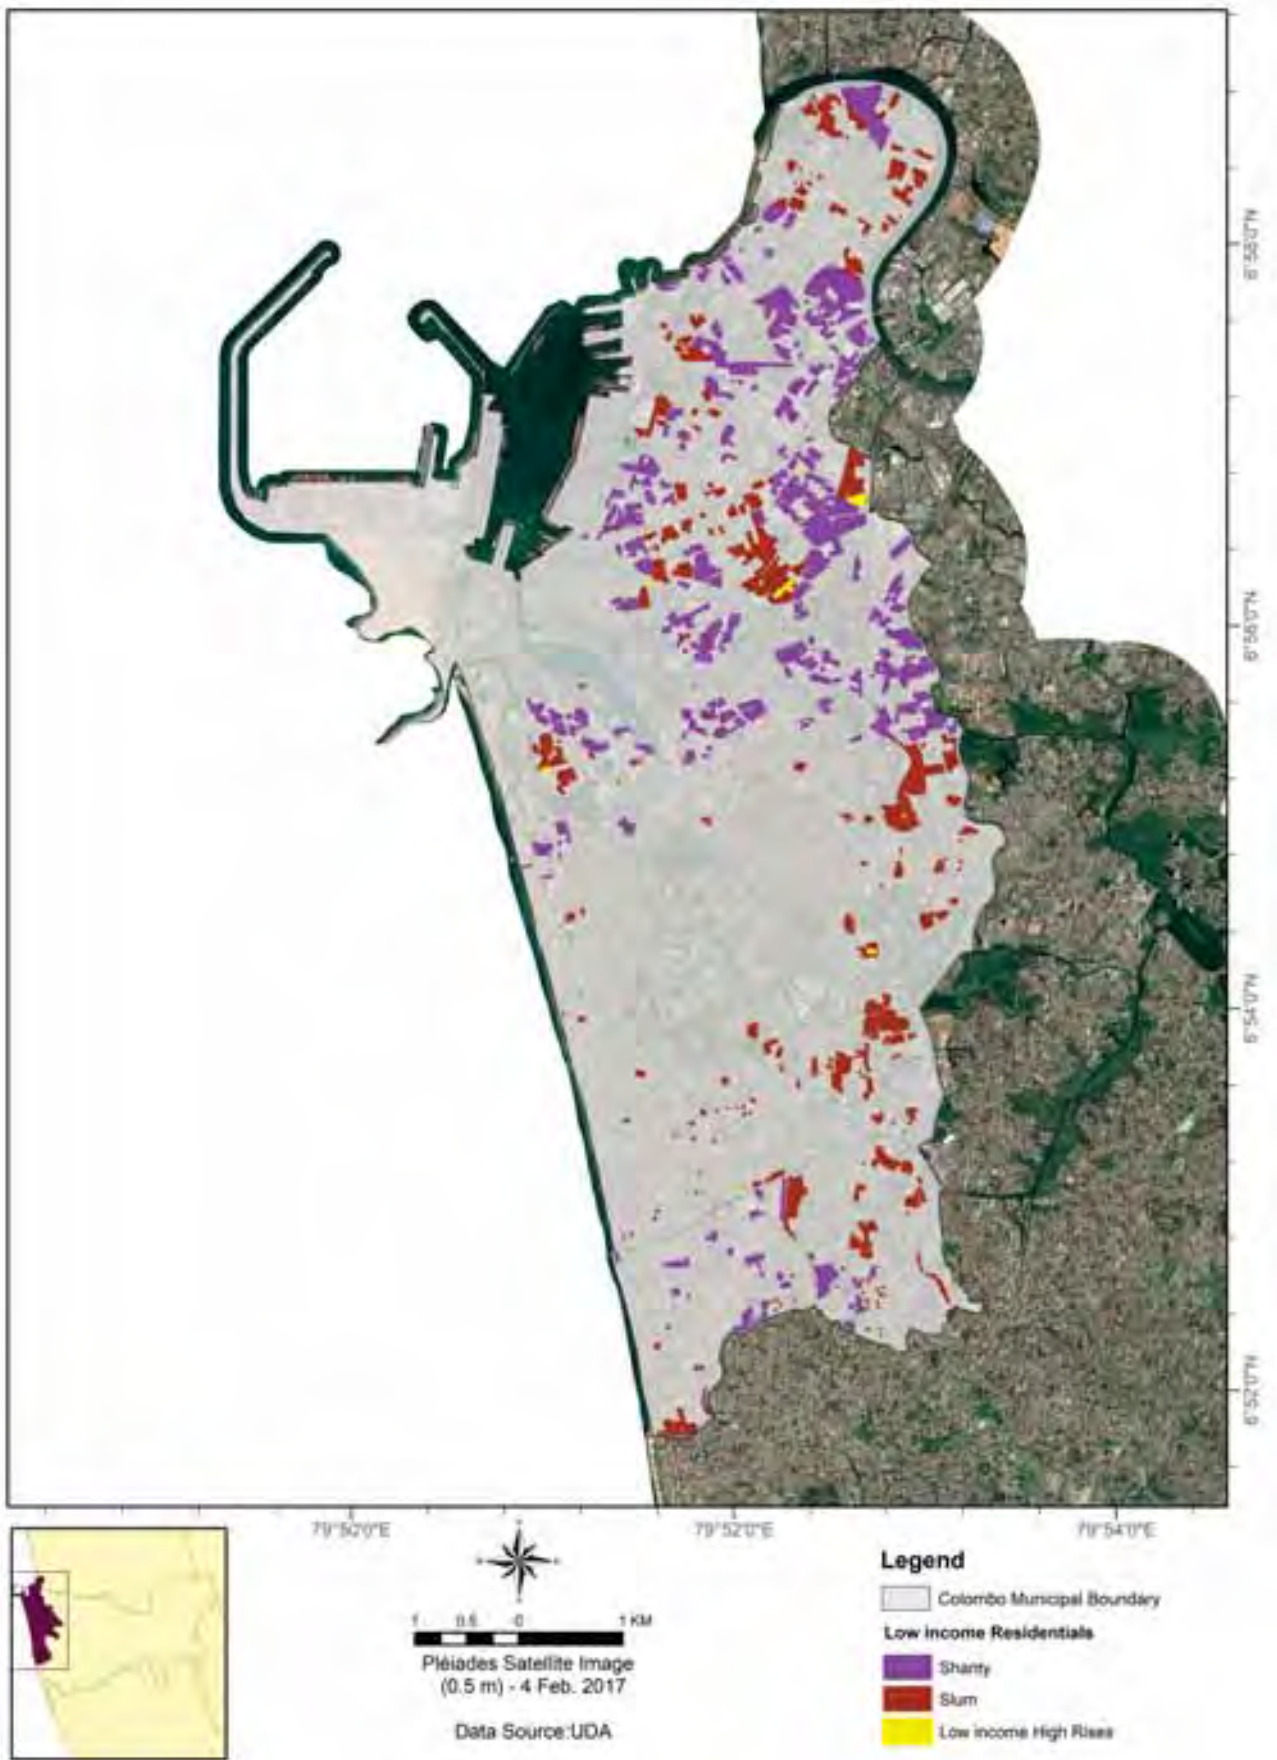 6°58'0"N
6°56'0"N
6°54'0"N
6°52'0"N
79°50'0"E
79°52'0"E
79°54'0"E
1 0.5 0 1 KM
Pléiades Satellite Image
(0.5 m) - 4 Feb. 2017
Data Source:UDA
Legend
Colombo Municipal Boundary
Low income Residentials
Shanty
Slum
Low income High Rises